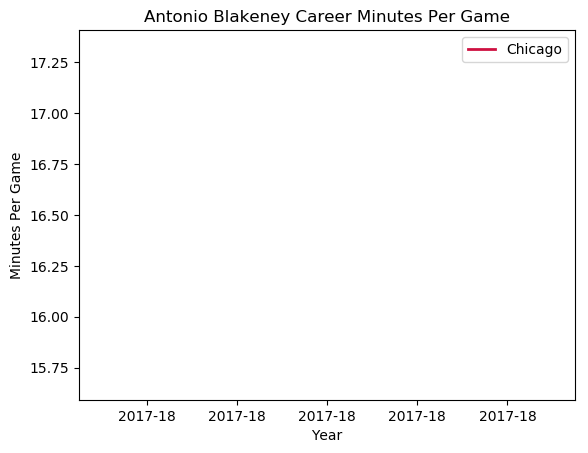 Antonio Blakeney Career Minutes Per Game
Chicago
17.25
17.00
16.75
16.50
16.25
16.00
15.75
Minutes Per Game
2017-18 2017-18 2017-18 2017-18 2017-18
Year